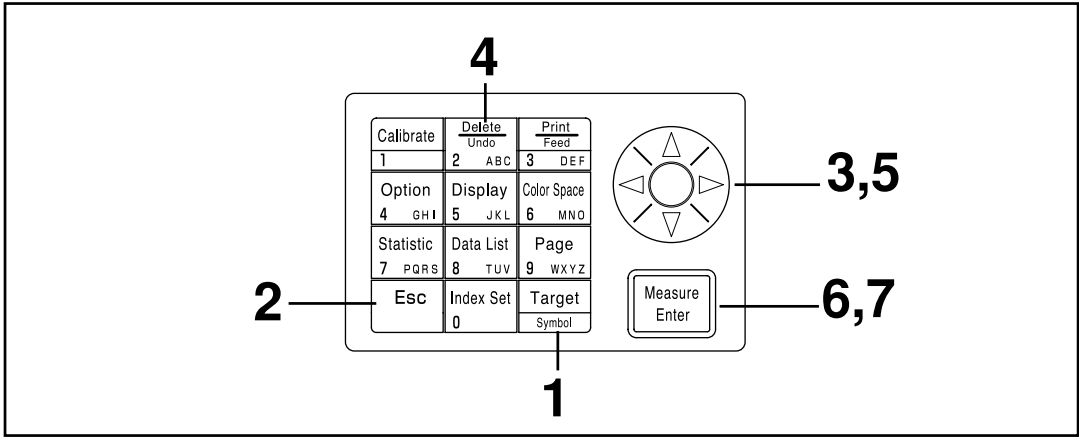 4
Calibrate Delete Print
Undo Feed
1 2 ABC 3 DEF
3,5
Option Display Color Space
4 GHI 5 JKL 6 MNO
Statistic Data List Page
7 PQRS 8 TUV 9 WXYZ
2
Esc Index Set Target
0 Symbol
Measure
Enter
6,7
1